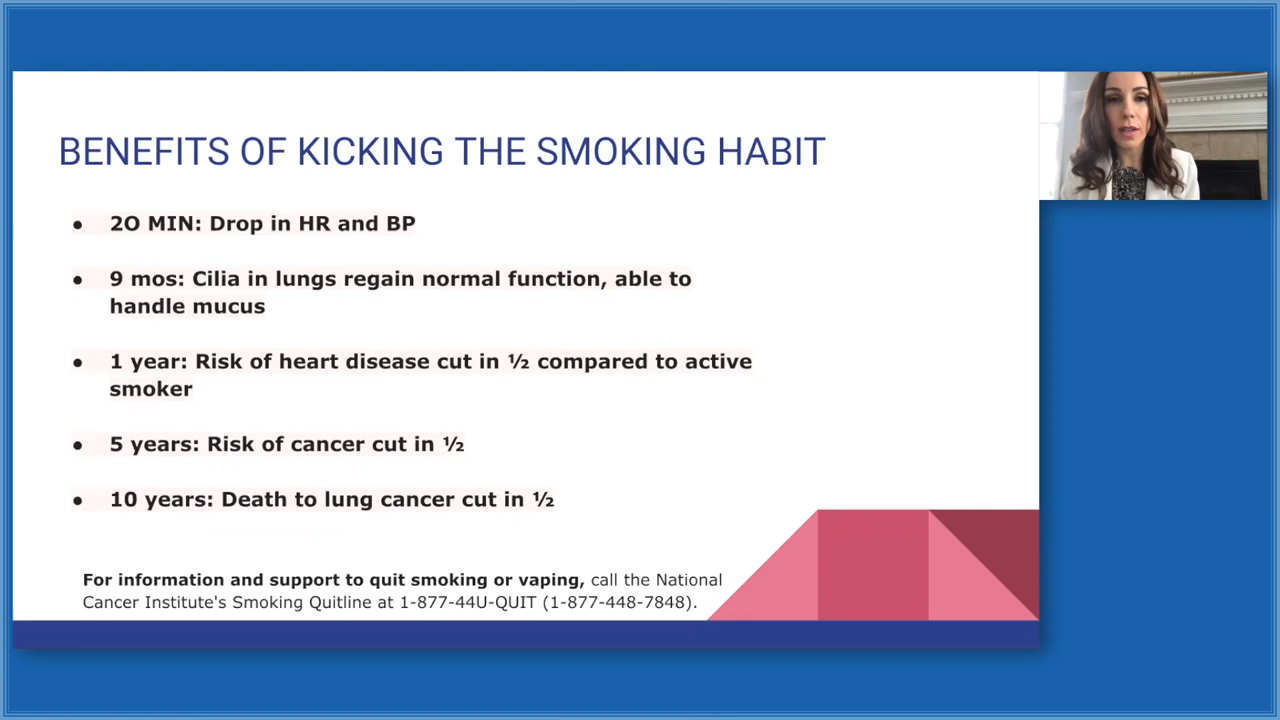 BENEFITS OF KICKING THE SMOKING HABIT
● 2O MIN: Drop in HR and BP
● 9 mos: Cilia in lungs regain normal function, able to
handle mucus
● 1 year: Risk of heart disease cut in ½ compared to active
smoker
● 5 years: Risk of cancer cut in ½
● 10 years: Death to lung cancer cut in ½
For information and support to quit smoking or vaping, call the National
Cancer Institute's Smoking Quitline at 1-877-44U-QUIT (1-877-448-7848).